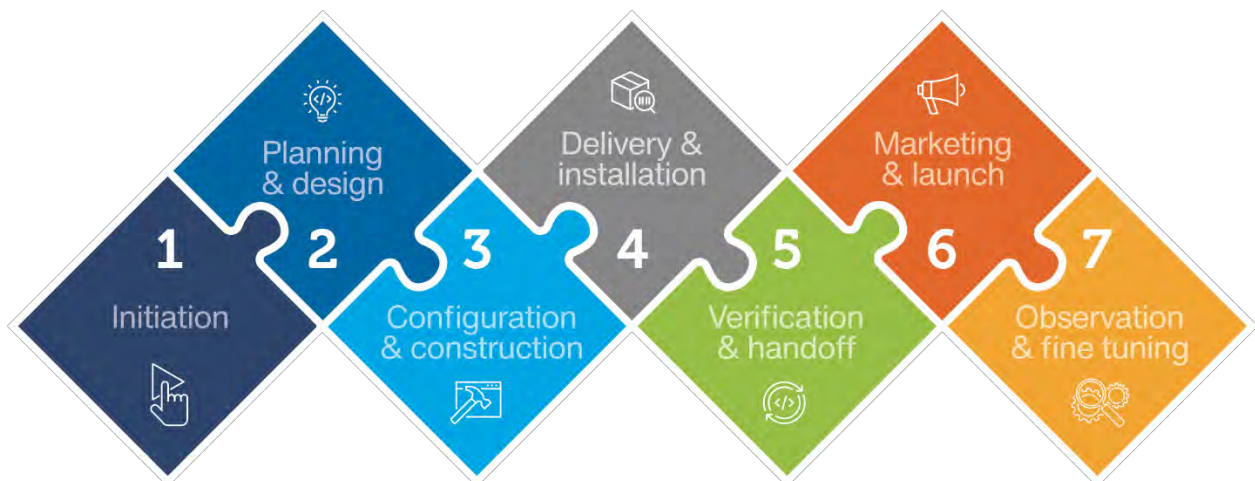 1
Initiation
Planning
& design
2
3
Configuration
& construction
Delivery &
installation
4
5
Verification
& handoff
Marketing
& launch
6
7
Observation
& fine tuning